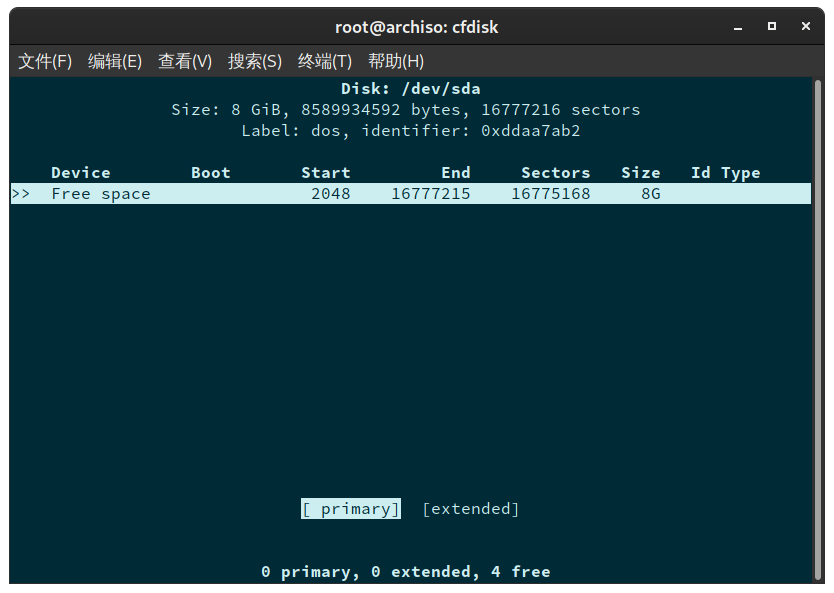 root@archiso: cfdisk
文件(F) 编辑(E) 查看(V) 搜索(S) 终端(T) 帮助(H)
Disk: /dev/sda
Size: 8 GiB, 8589934592 bytes, 16777216 sectors
Label: dos, identifier: 0xddaa7ab2
Device Boot Start End Sectors Size Id Type
>> Free space 2048 16777215 16775168 8G
[ primary] [extended]
0 primary, 0 extended, 4 free